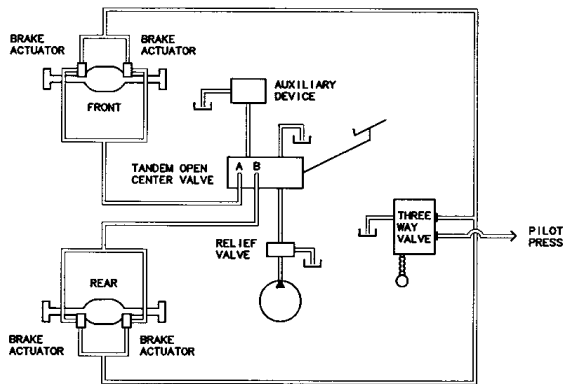 BRAKE
ACTUATOR
BRAKE
ACTUATOR
FRONT
AUXILIARY
DEVICE
TANDEM OPEN
CENTER VALVE
A B
THREE
WAY
VALVE
PILOT
PRESS
RELIEF
VALVE
REAR
BRAKE
ACTUATOR
BRAKE
ACTUATOR